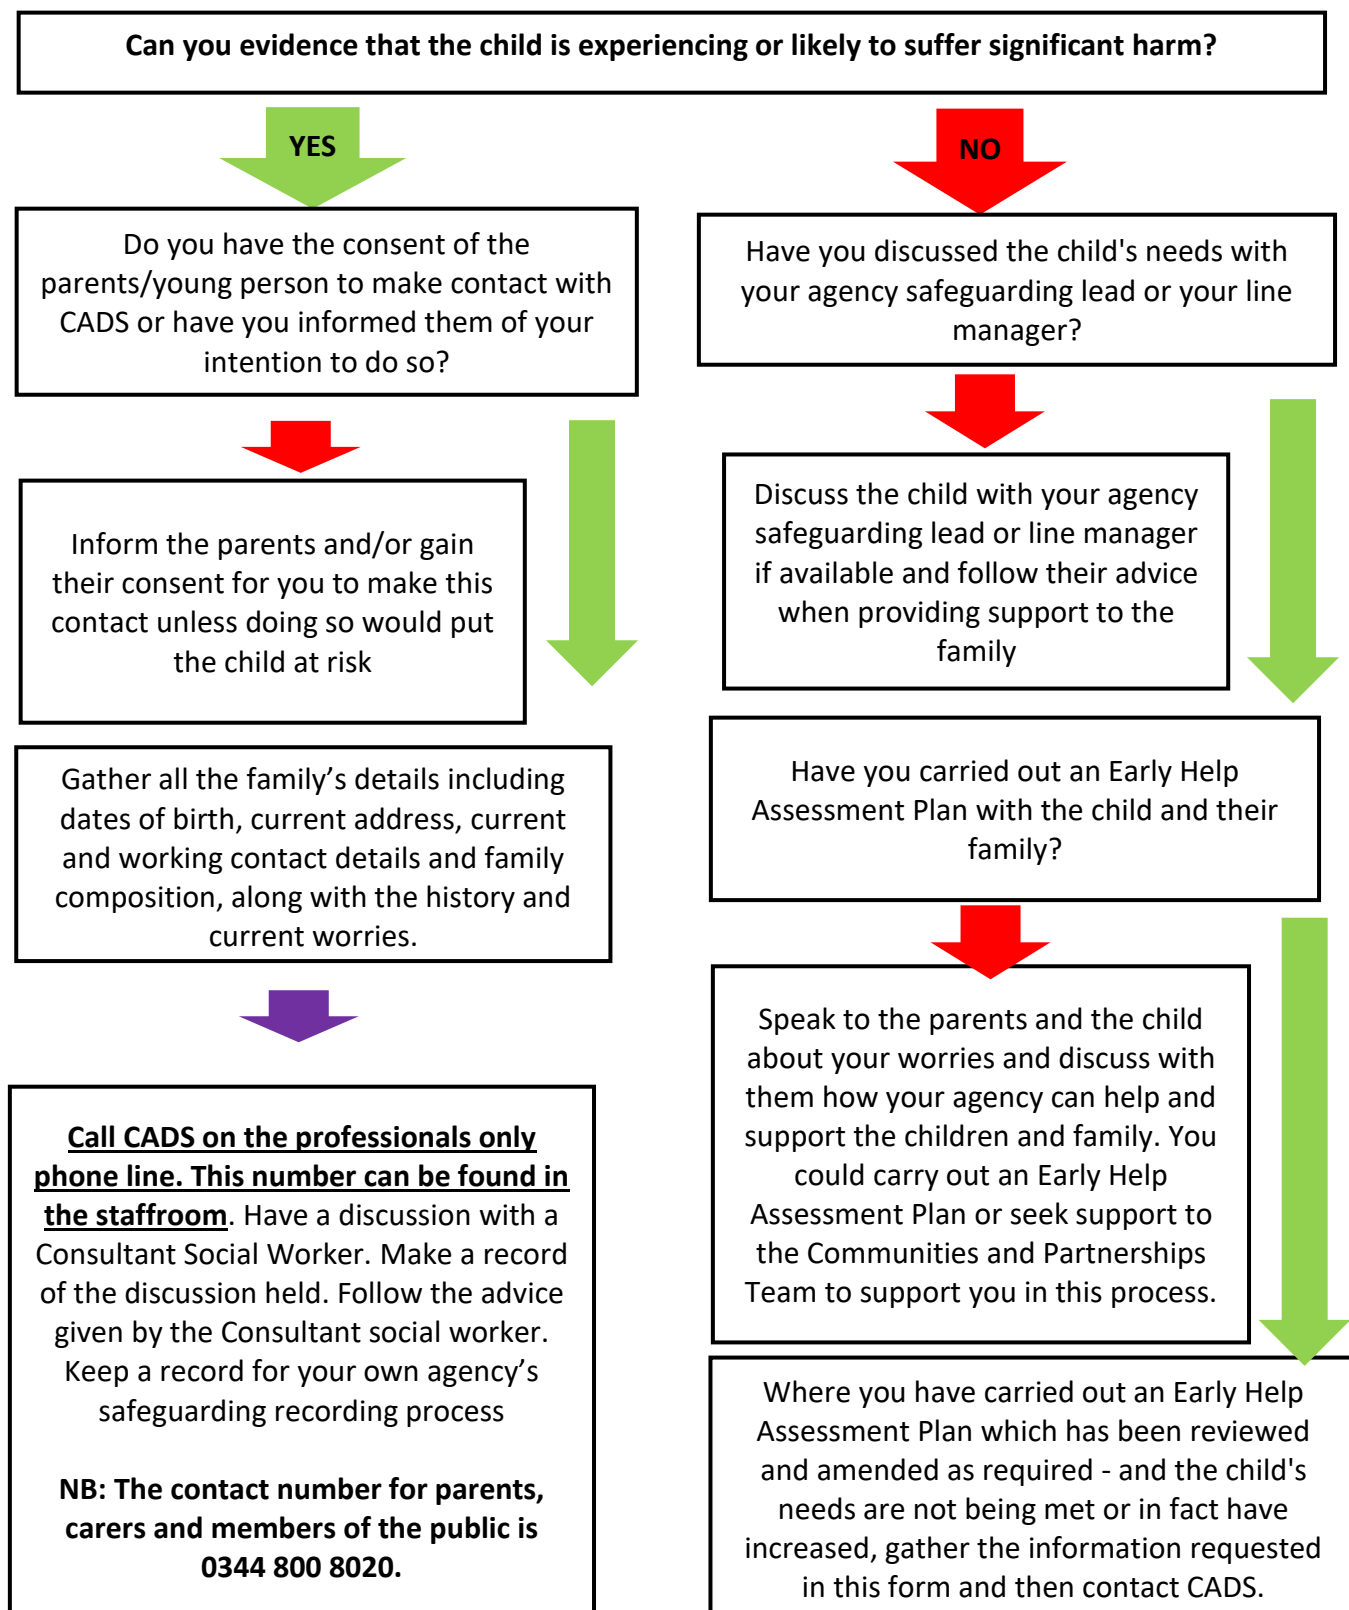 Can you evidence that the child is experiencing or likely to suffer significant harm?
YES
NO
Do you have the consent of the
parents/young person to make contact with
CADS or have you informed them of your
intention to do so?
Have you discussed the child's needs with
your agency safeguarding lead or your line
manager?
Inform the parents and/or gain
their consent for you to make this
contact unless doing so would put
the child at risk
Discuss the child with your agency
safeguarding lead or line manager
if available and follow their advice
when providing support to the
family
Gather all the family’s details including
dates of birth, current address, current
and working contact details and family
composition, along with the history and
current worries.
Have you carried out an Early Help
Assessment Plan with the child and their
family?
Call CADS on the professionals only
phone line. This number can be found in
the staffroom. Have a discussion with a
Consultant Social Worker. Make a record
of the discussion held. Follow the advice
given by the Consultant social worker.
Keep a record for your own agency’s
safeguarding recording process
NB: The contact number for parents,
carers and members of the public is
0344 800 8020.
Speak to the parents and the child
about your worries and discuss with
them how your agency can help and
support the children and family. You
could carry out an Early Help
Assessment Plan or seek support to
the Communities and Partnerships
Team to support you in this process.
Where you have carried out an Early Help
Assessment Plan which has been reviewed
and amended as required - and the child's
needs are not being met or in fact have
increased, gather the information requested
in this form and then contact CADS.